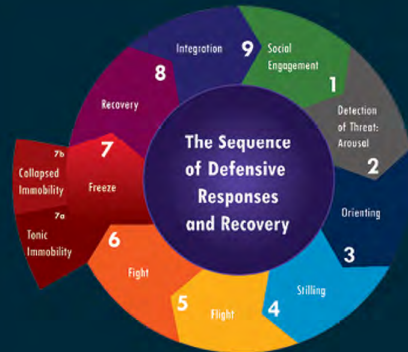 The Sequence
of Defensive
Responses
and Recovery
Social
Engagement
1
Detection
of Threat:
Arousal
2
Orienting
3
Stilling
4
Flight
5
Fight
6
Freeze
7
7a
Tonic
Immobility
7b
Collapsed
Immobility
Recovery
8
Integration
9